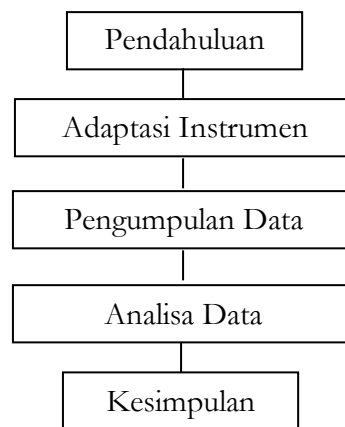 Pendahuluan
Adaptasi Instrumen
Pengumpulan Data
Analisa Data
Kesimpulan